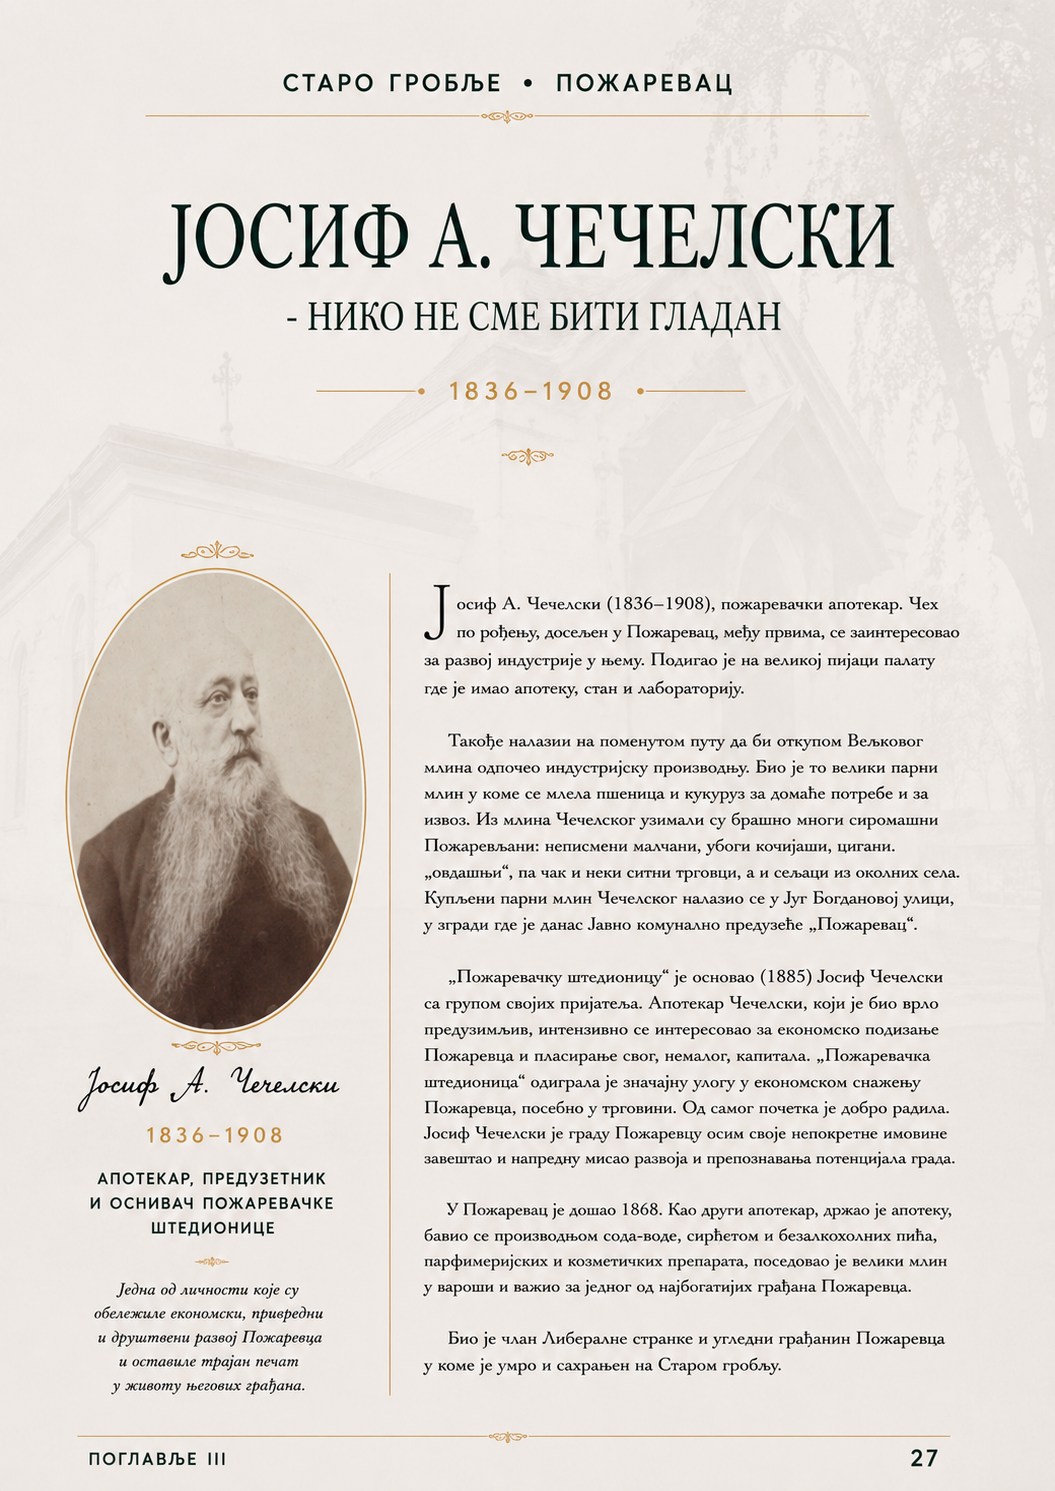 СТАРО ГРОБЉЕ • ПОЖАРЕВАЦ
ЈОСИФ А. ЧЕЧЕЛСКИ
- НИКО НЕ СМЕ БИТИ ГЛАДАН
1836–1908
Јосиф А. Чечелски
1836–1908
АПОТЕКАР, ПРЕДУЗЕТНИК
И ОСНИВАЧ ПОЖАРЕВАЧКЕ
ШТЕДИОНИЦЕ
Једна од личности које су
обележиле економски, привредни
и друштвени развој Пожаревца
и оставиле трајан печат
у животу његових грађана.
Јосиф А. Чечелски (1836–1908), пожаревачки апотекар. Чех
по рођењу, досељен у Пожаревац, међу првима, се заинтересовао
за развој индустрије у њему. Подигао је на великој пијаци палату
где је имао апотеку, стан и лабораторију.
Такође налазии на поменутом путу да би откупом Вељковог
млина одпочео индустријску производњу. Био је то велики парни
млин у коме се млела пшеница и кукуруз за домаће потребе и за
извоз. Из млина Чечелског узимали су брашно многи сиромашни
Пожаревљани: неписмени малчани, убоги кочијаши, цигани.
„овдашњи“, па чак и неки ситни трговци, а и сељаци из околних села.
Купљени парни млин Чечелског налазио се у Југ Богдановој улици,
у згради где је данас Јавно комунално предузеће „Пожаревац“.
„Пожаревачку штедионицу“ је основао (1885) Јосиф Чечелски
са групом својих пријатеља. Апотекар Чечелски, који је био врло
предузимљив, интензивно се интересовао за економско подизање
Пожаревца и пласирање свог, немалог, капитала. „Пожаревачка
штедионица“ одиграла је значајну улогу у економском снажењу
Пожаревца, посебно у трговини. Од самог почетка је добро радила.
Јосиф Чечелски је граду Пожаревцу осим своје непокретне имовине
завештао и напредну мисао развоја и препознавања потенцијала града.
У Пожаревац је дошао 1868. Као други апотекар, држао је апотеку,
бавио се производњом сода-воде, сирћетом и безалкохолних пића,
парфимеријских и козметичких препарата, поседовао је велики млин
у вароши и важио за једног од најбогатијих грађана Пожаревца.
Био је члан Либералне странке и угледни грађанин Пожаревца
у коме је умро и сахрањен на Старом гробљу.
ПОГЛАВЉЕ III
27